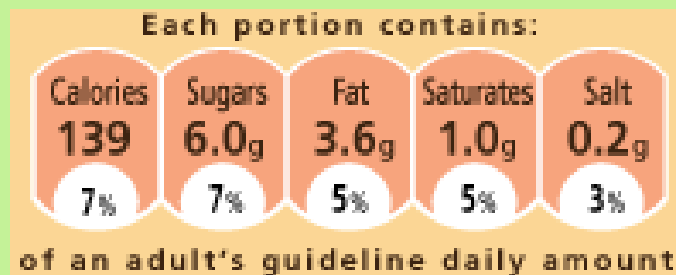 Each portion contains:
Calories Sugars Fat Saturates Salt
139 6.0g 3.6g 1.0g 0.2g
7% 7% 5% 5% 3%
of an adult's guideline daily amount